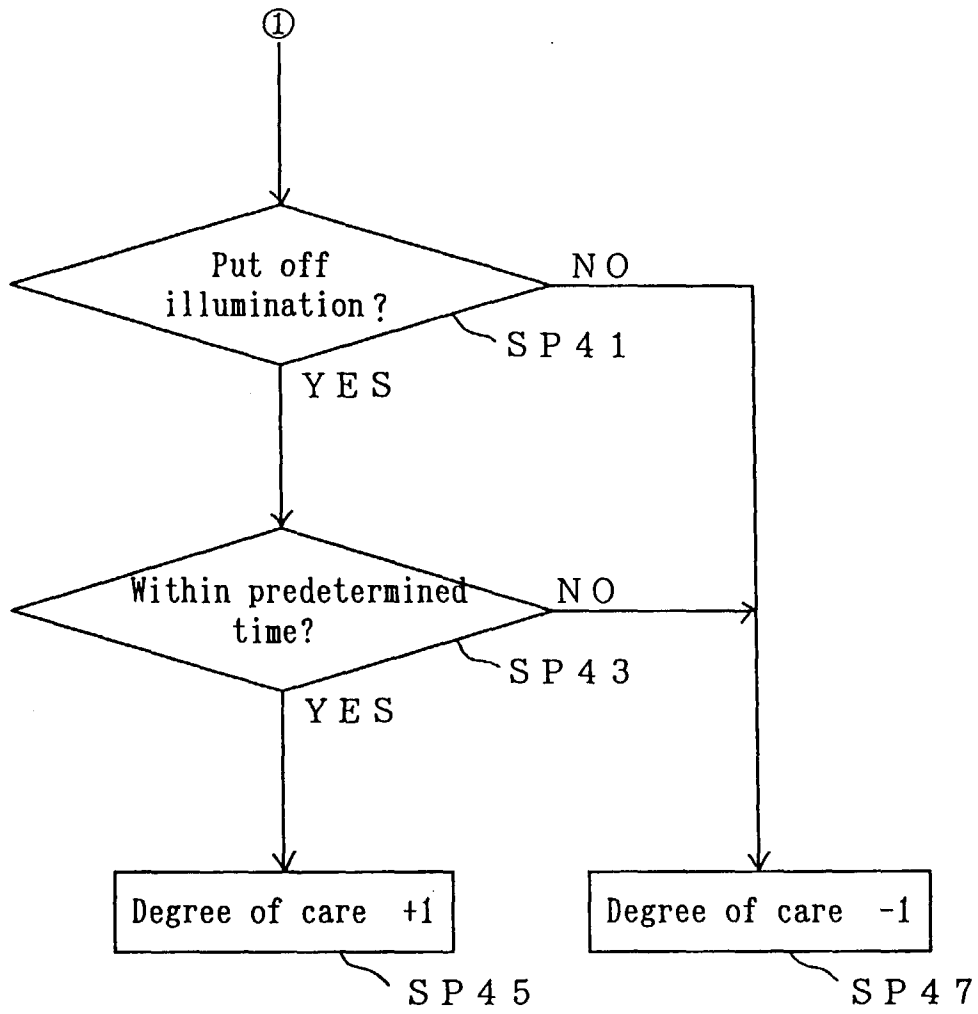 ①
Put off
illumination?
NO
SP41
YES
Within predetermined
time?
NO
SP43
YES
Degree of care +1
Degree of care -1
SP45
SP47